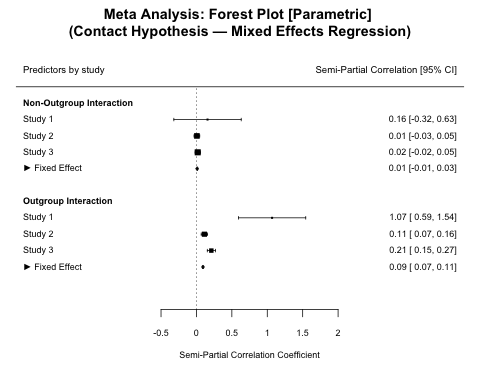 Meta Analysis: Forest Plot [Parametric]
(Contact Hypothesis — Mixed Effects Regression)
Predictors by study Semi-Partial Correlation [95% CI]
Non-Outgroup Interaction
Study 1 0.16 [-0.32, 0.63]
Study 2 0.01 [-0.03, 0.05]
Study 3 0.02 [-0.02, 0.05]
► Fixed Effect 0.01 [-0.01, 0.03]
Outgroup Interaction
Study 1 1.07 [ 0.59, 1.54]
Study 2 0.11 [ 0.07, 0.16]
Study 3 0.21 [ 0.15, 0.27]
► Fixed Effect 0.09 [ 0.07, 0.11]
-0.5 0 0.5 1 1.5 2
Semi-Partial Correlation Coefficient